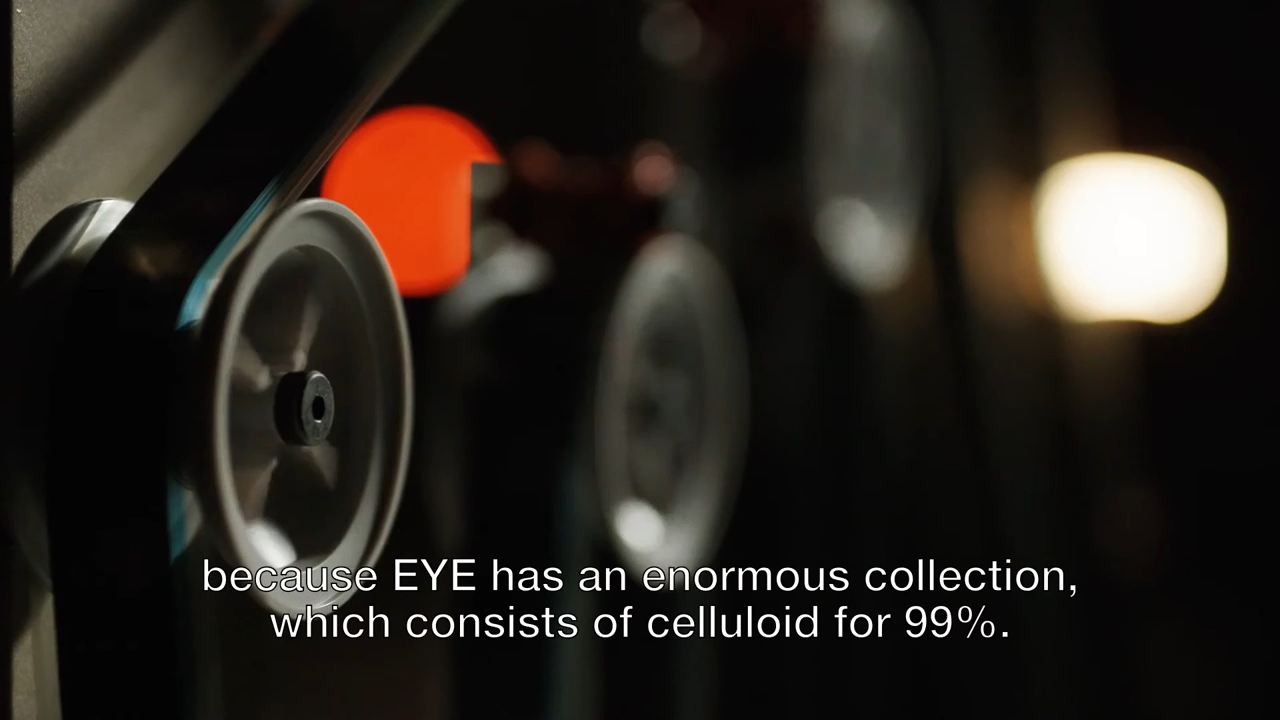 because EYE has an enormous collection,
which consists of celluloid for 99%.